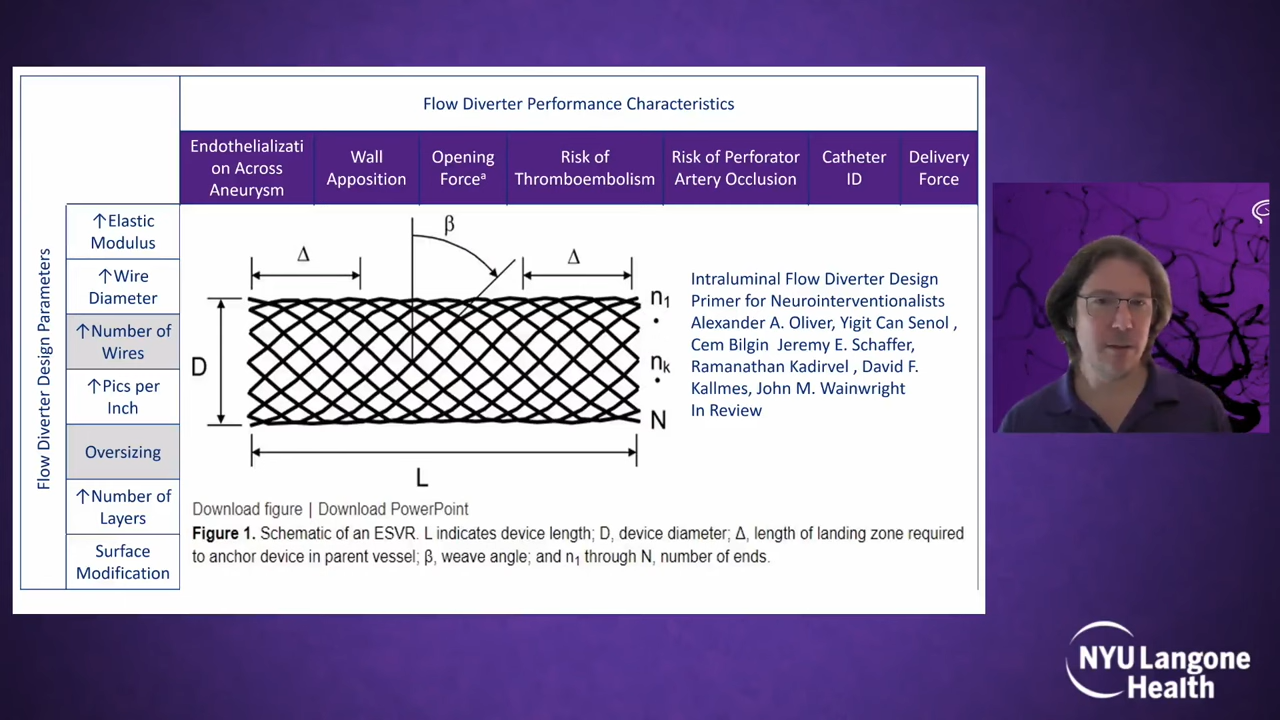 Flow Diverter Performance Characteristics
Endothelializati
on Across
Aneurysm
Wall
Apposition
Opening
Forceᵃ
Risk of
Thromboembolism
Risk of Perforator
Artery Occlusion
Catheter
ID
Delivery
Force
Flow Diverter Design Parameters
↑Elastic
Modulus
↑Wire
Diameter
↑Number of
Wires
↑Pics per
Inch
Oversizing
↑Number of
Layers
Surface
Modification
β
Δ
Δ
D
L
n₁
nₖ
N
Intraluminal Flow Diverter Design
Primer for Neurointerventionalists
Alexander A. Oliver, Yigit Can Senol ,
Cem Bilgin  Jeremy E. Schaffer,
Ramanathan Kadirvel , David F.
Kallmes, John M. Wainwright
In Review
Download figure | Download PowerPoint
Figure 1. Schematic of an ESVR. L indicates device length; D, device diameter; Δ, length of landing zone required
to anchor device in parent vessel; β, weave angle; and n₁ through N, number of ends.
NYU Langone
Health